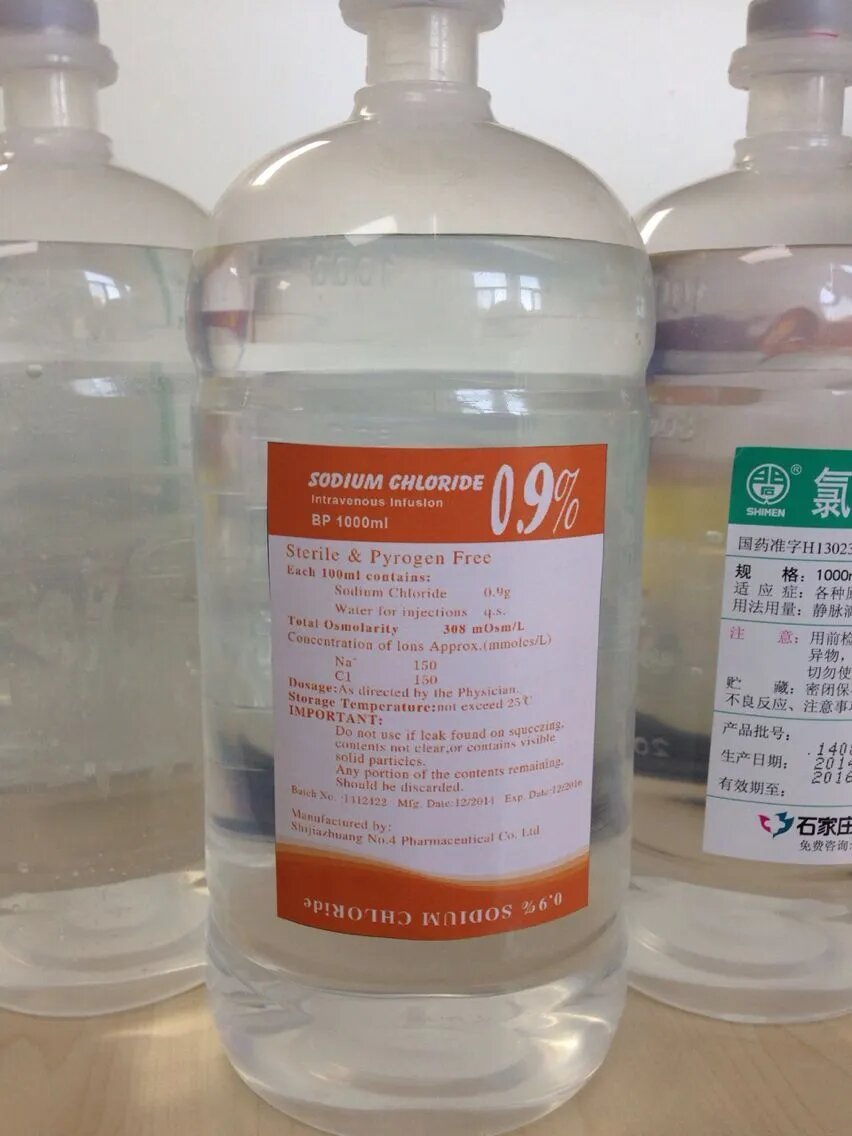 SODIUM CHLORIDE 0.9%
Intravenous Infusion
BP 1000ml
Sterile & Pyrogen Free
Each 100ml contains:
Sodium Chloride 0.9g
Water for injections q.s.
Total Osmolarity 308 mOsm/L
Concentration of Ions Approx.(mmoles/L)
Na⁺ 150
Cl 150
Dosage:As directed by the Physician.
Storage Temperature:not exceed 25℃
IMPORTANT:
Do not use if leak found on squeezing,
contents not clear,or contains visible
solid particles.
Any portion of the contents remaining,
Should be discarded.
Batch No. :1412422 Mfg. Date:12/2014 Exp. Date:12/2016
Manufactured by:
Shijiazhuang No.4 Pharmaceutical Co. Ltd
0.9% SODIUM CHLORide
®
SHIMEN
氯
国药准字H13023
规 格：1000m
适 应 症：各种原
用法用量：静脉滴
注 意：用前检
异物，
切勿使
贮 藏：密闭保
不良反应、注意事项
产品批号：
生产日期：
有效期至：
.1408
2014
2016
石家庄
免费咨询: